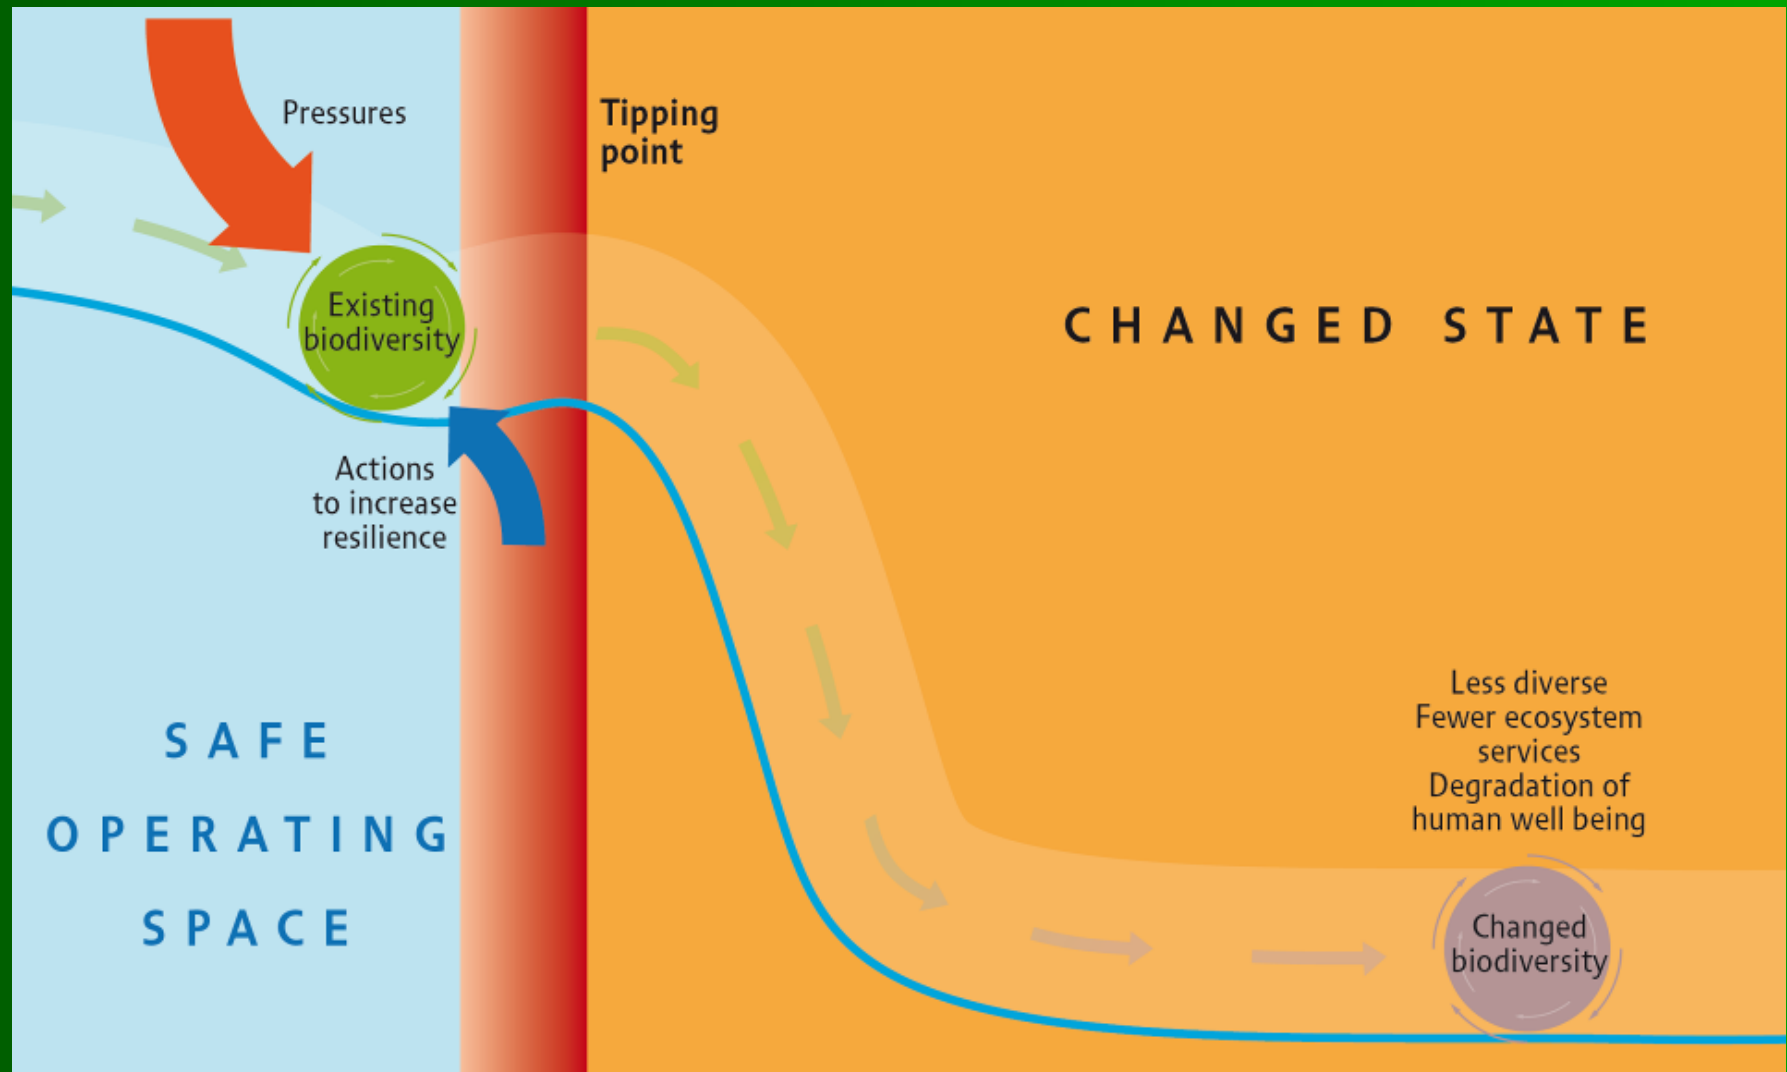 Pressures
Tipping
point
Existing
biodiversity
CHANGED STATE
Actions
to increase
resilience
SAFE
OPERATING
SPACE
Less diverse
Fewer ecosystem
services
Degradation of
human well being
Changed
biodiversity